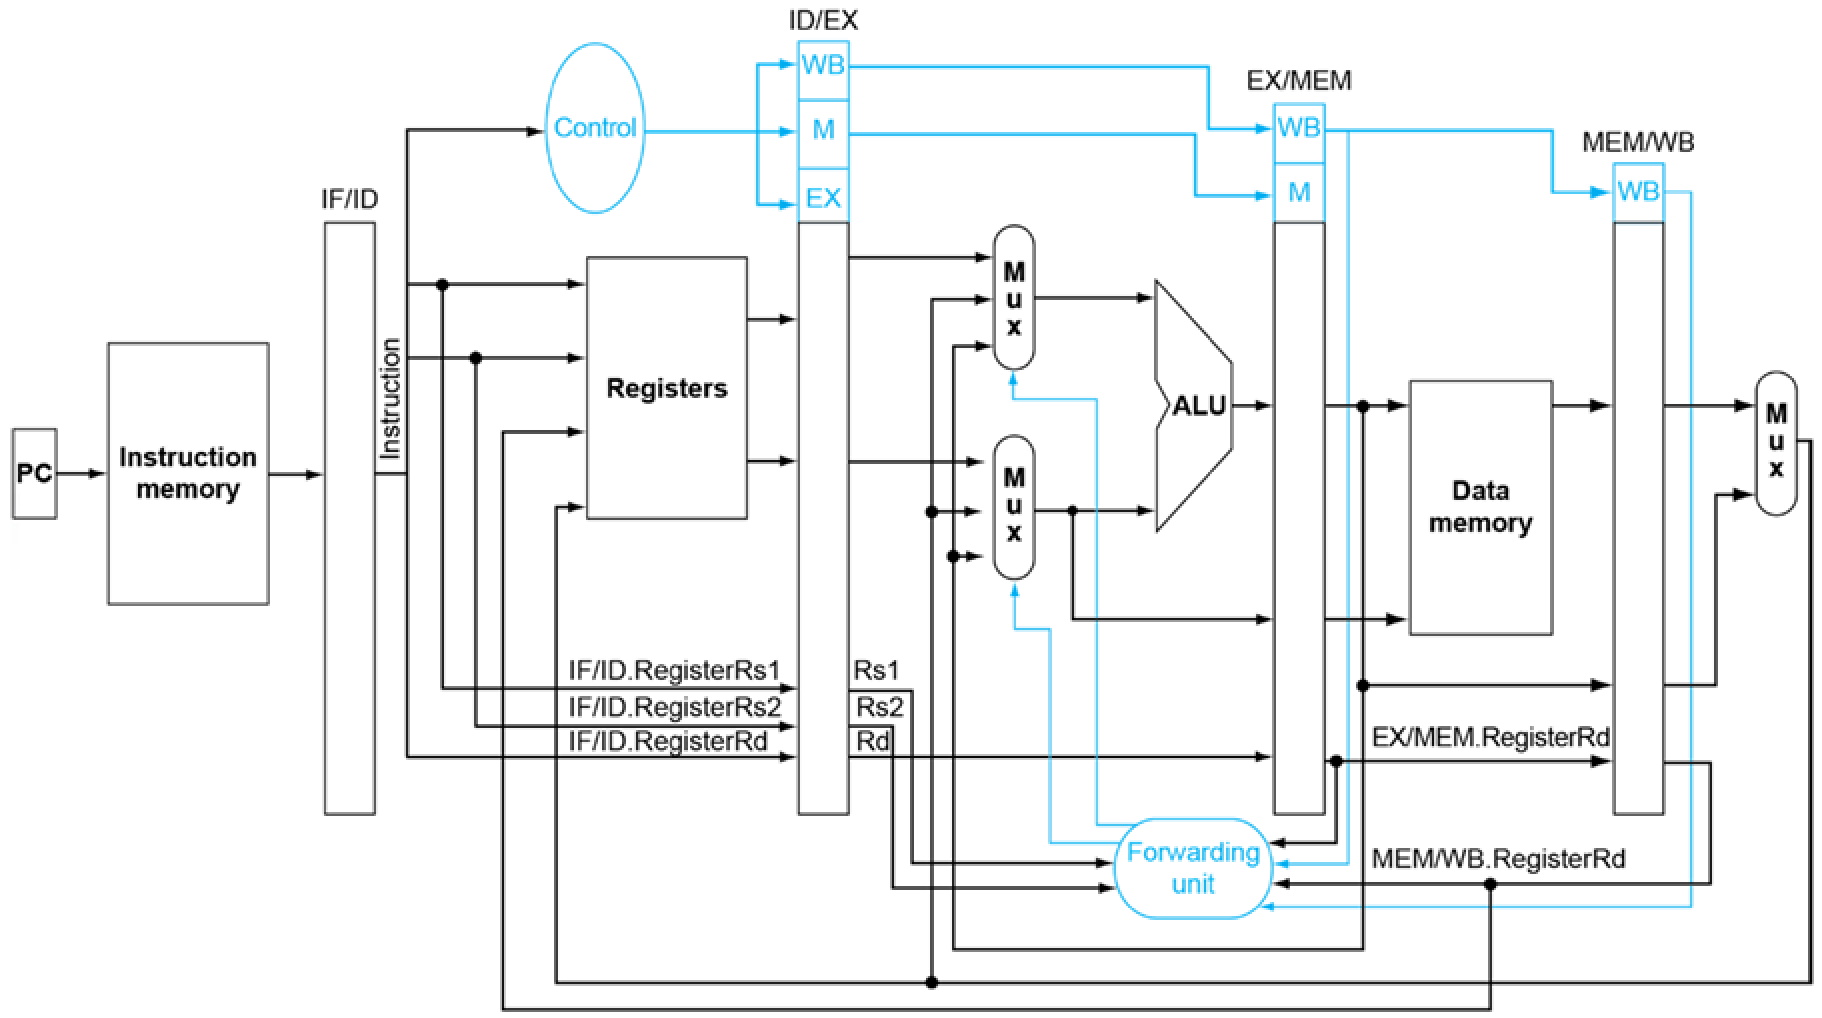 ID/EX
WB
EX/MEM
Control
M
WB
MEM/WB
EX
M
WB
IF/ID
Mux
Instruction
Registers
ALU
Mux
PC
Instruction
memory
Mux
Data
memory
IF/ID.RegisterRs1
Rs1
IF/ID.RegisterRs2
Rs2
IF/ID.RegisterRd
Rd
EX/MEM.RegisterRd
Forwarding
unit
MEM/WB.RegisterRd